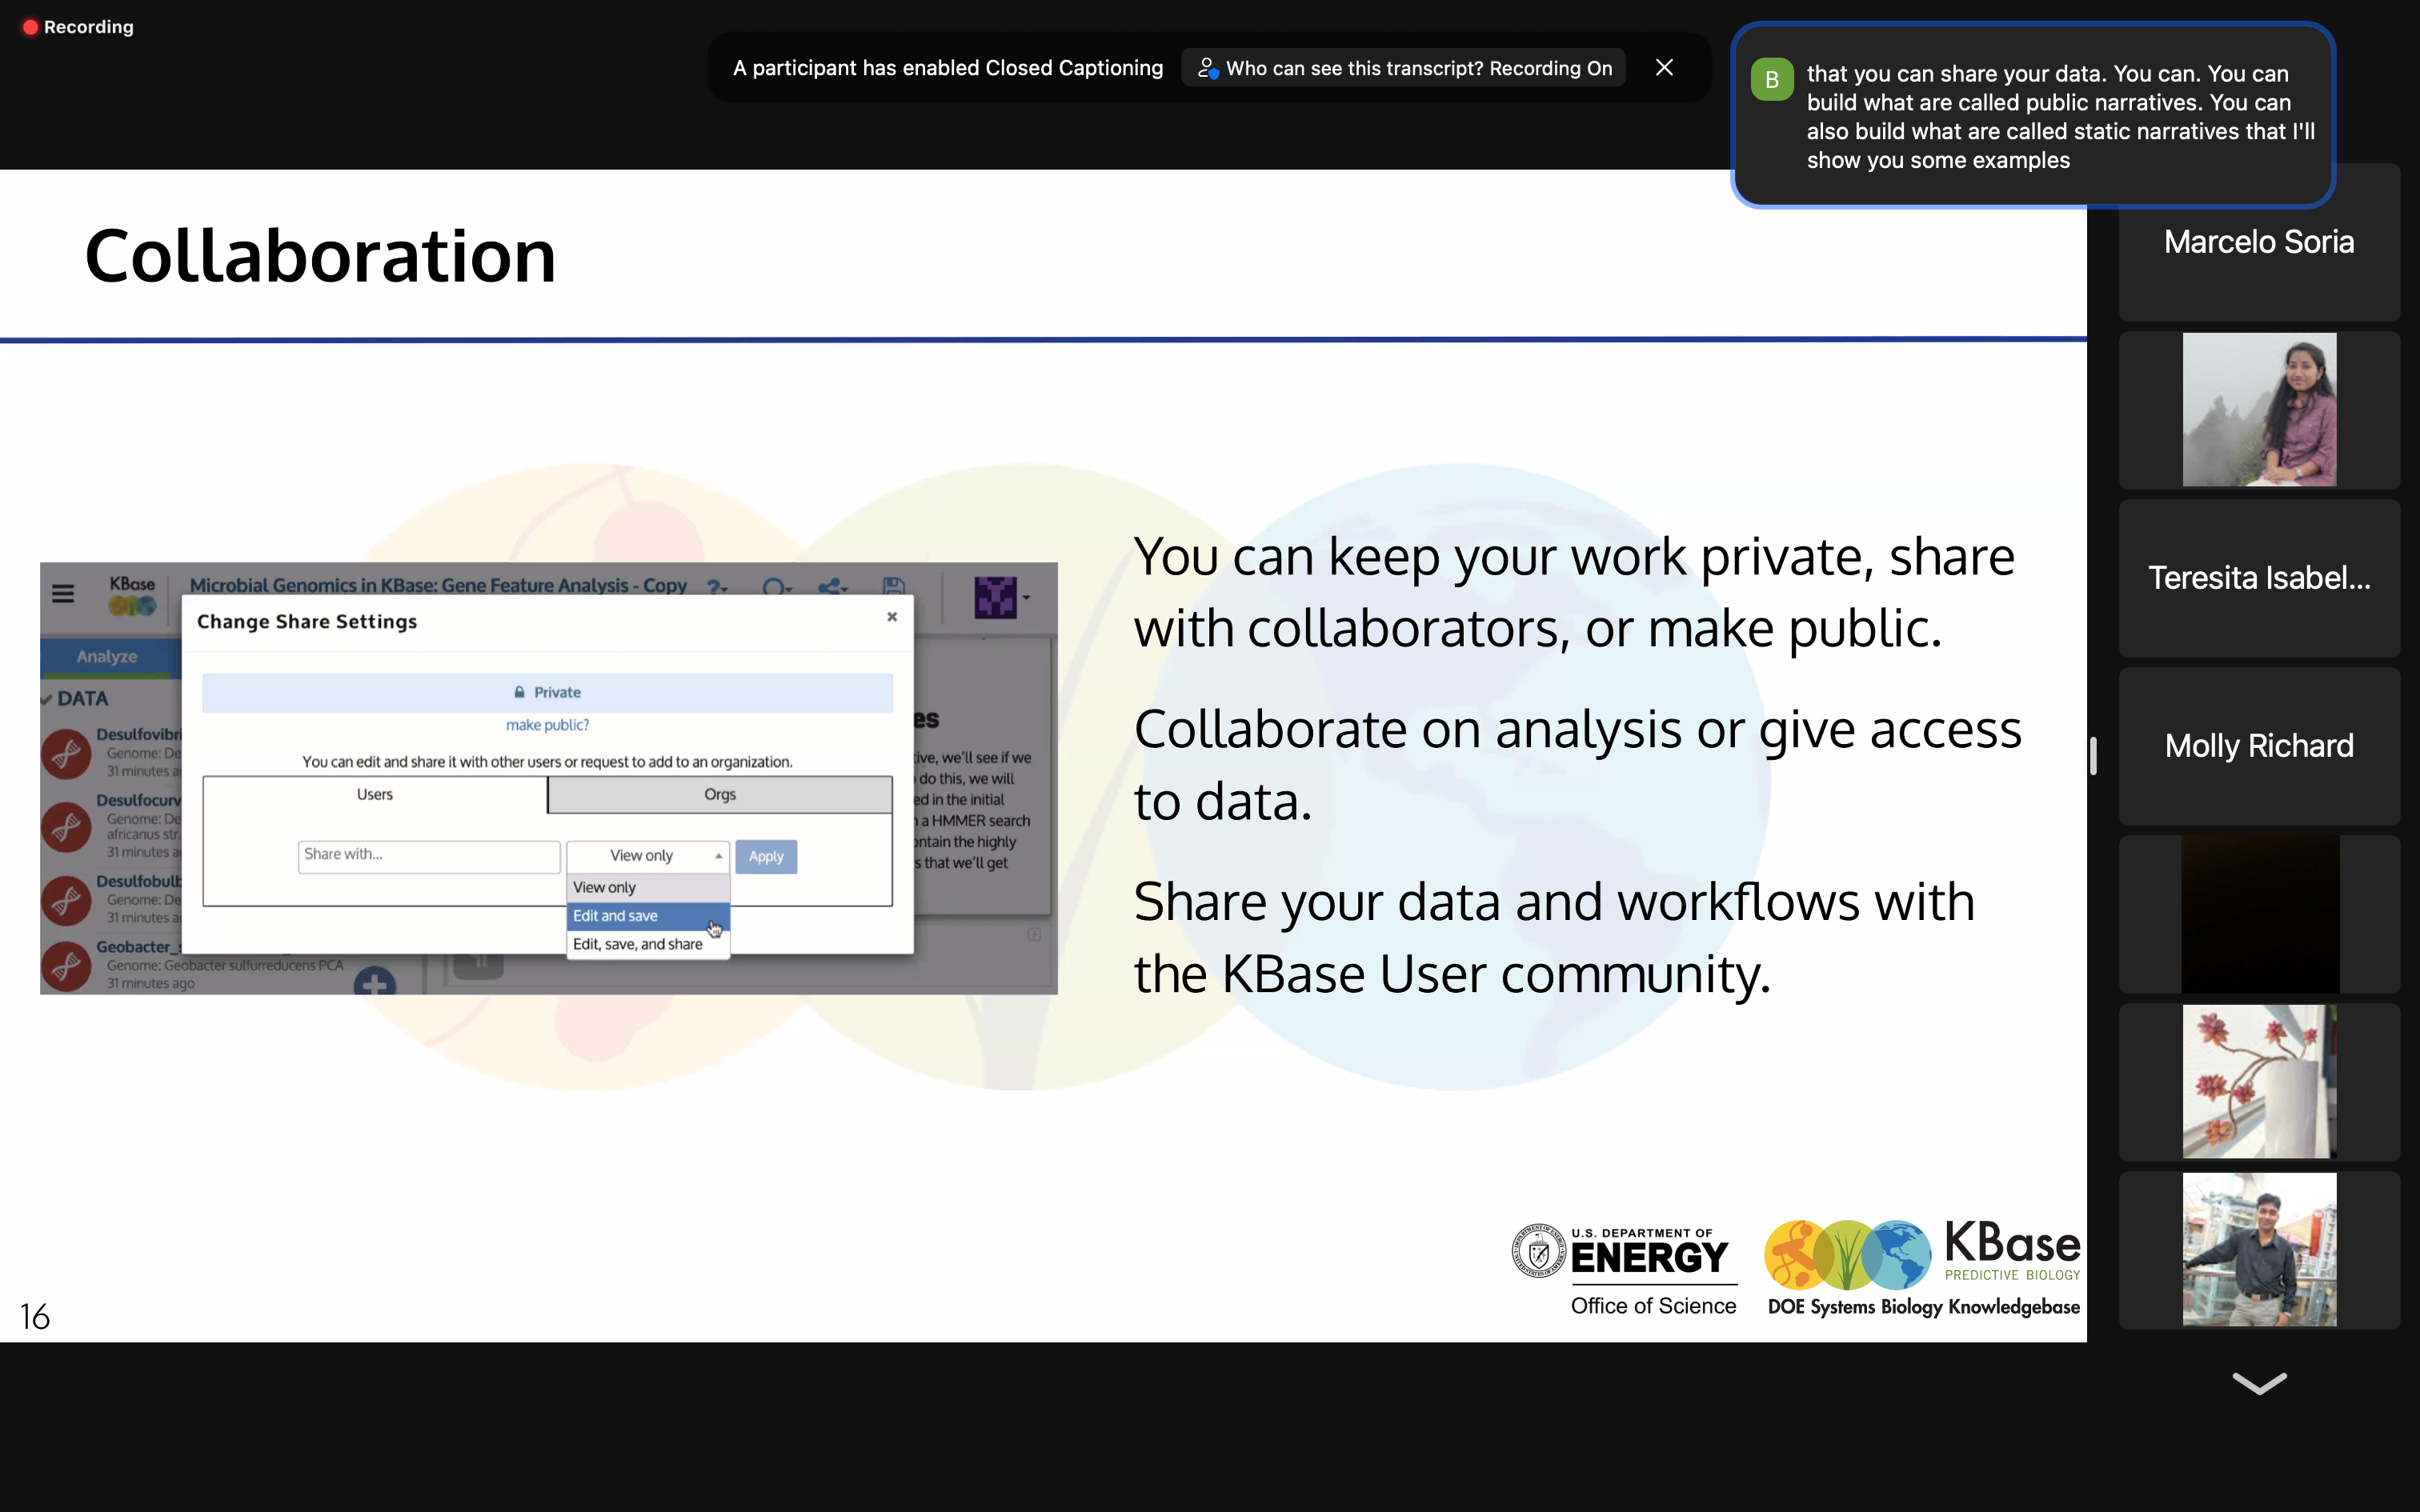 Recording
A participant has enabled Closed Captioning
Who can see this transcript? Recording On
B
that you can share your data. You can. You can
build what are called public narratives. You can
also build what are called static narratives that I'll
show you some examples
Collaboration
KBase
Microbial Genomics in KBase: Gene Feature Analysis - Copy
Change Share Settings
Analyze
Private
make public?
DATA
You can edit and share it with other users or request to add to an organization.
Users
Orgs
Share with...
View only
Apply
View only
Edit and save
Edit, save, and share
Desulfovibri
Genome: De
31 minutes a
Desulfocurv
Genome: De
africanus str.
31 minutes a
Desulfobulb
Genome: De
31 minutes a
Geobacter_s
Genome: Geobacter sulfurreducens PCA
31 minutes ago
es
tive, we'll see if we
do this, we will
ed in the initial
a HMMER search
ontain the highly
s that we'll get
You can keep your work private, share
with collaborators, or make public.
Collaborate on analysis or give access
to data.
Share your data and workflows with
the KBase User community.
16
U.S. DEPARTMENT OF
ENERGY
Office of Science
KBase
PREDICTIVE BIOLOGY
DOE Systems Biology Knowledgebase
Marcelo Soria
Teresita Isabel...
Molly Richard